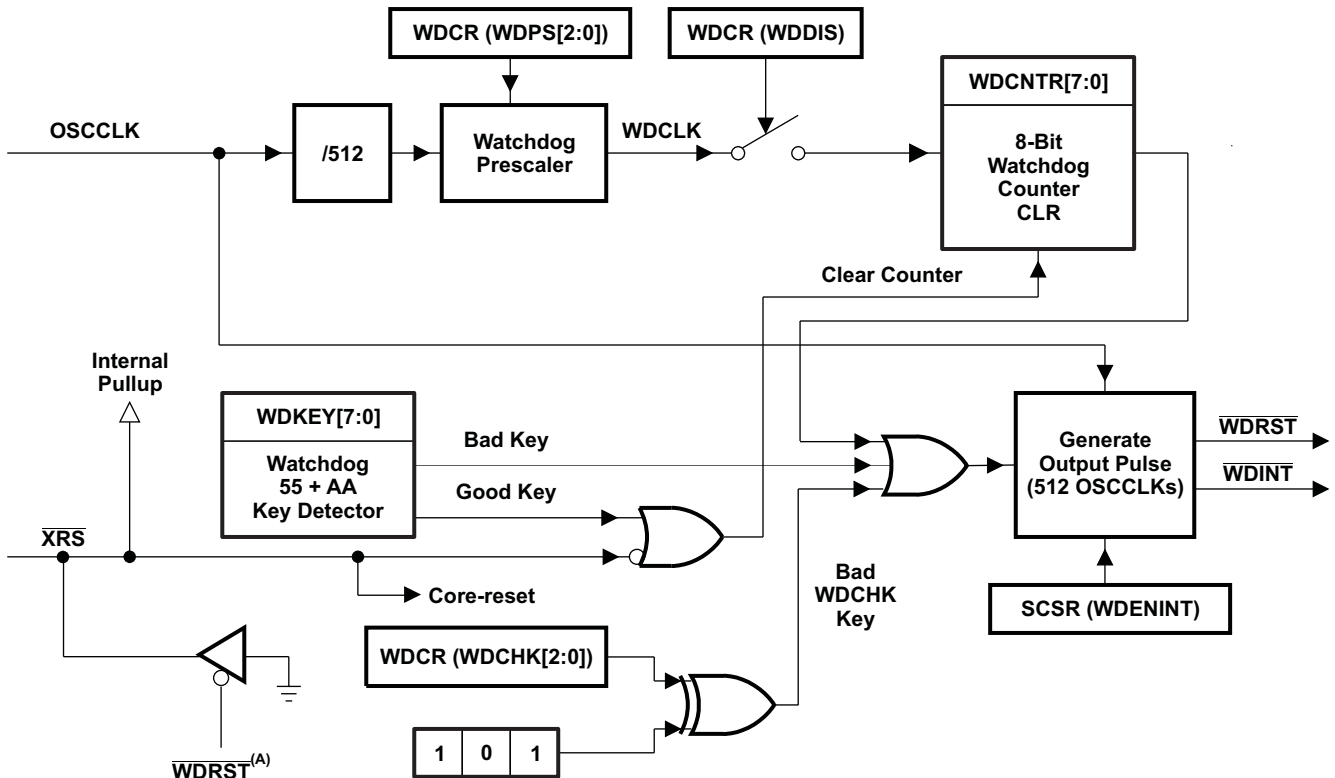 WDCR (WDPS[2:0])
WDCR (WDDIS)
WDCNTR[7:0]
OSCCLK
/512
Watchdog
Prescaler
WDCLK
8-Bit
Watchdog
Counter
CLR
Clear Counter
Internal
Pullup
WDKEY[7:0]
Watchdog
55 + AA
Key Detector
Bad Key
Good Key
Generate
Output Pulse
(512 OSCCLKs)
WDRST
WDINT
XRS
Core-reset
Bad
WDCHK
Key
SCSR (WDENINT)
WDCR (WDCHK[2:0])
1 0 1
WDRST(A)